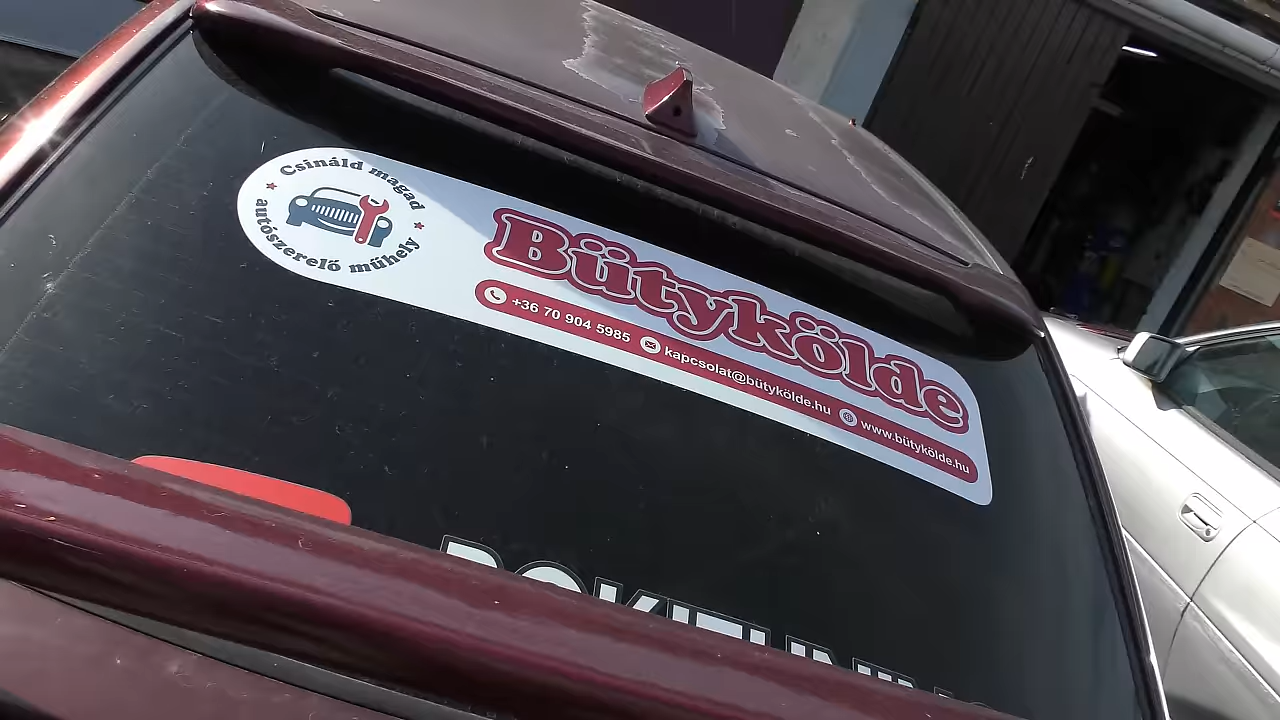 Csináld magad
autószerelő műhely
Bütykölde
+36 70 904 5985 kapcsolat@bütykölde.hu www.bütykölde.hu